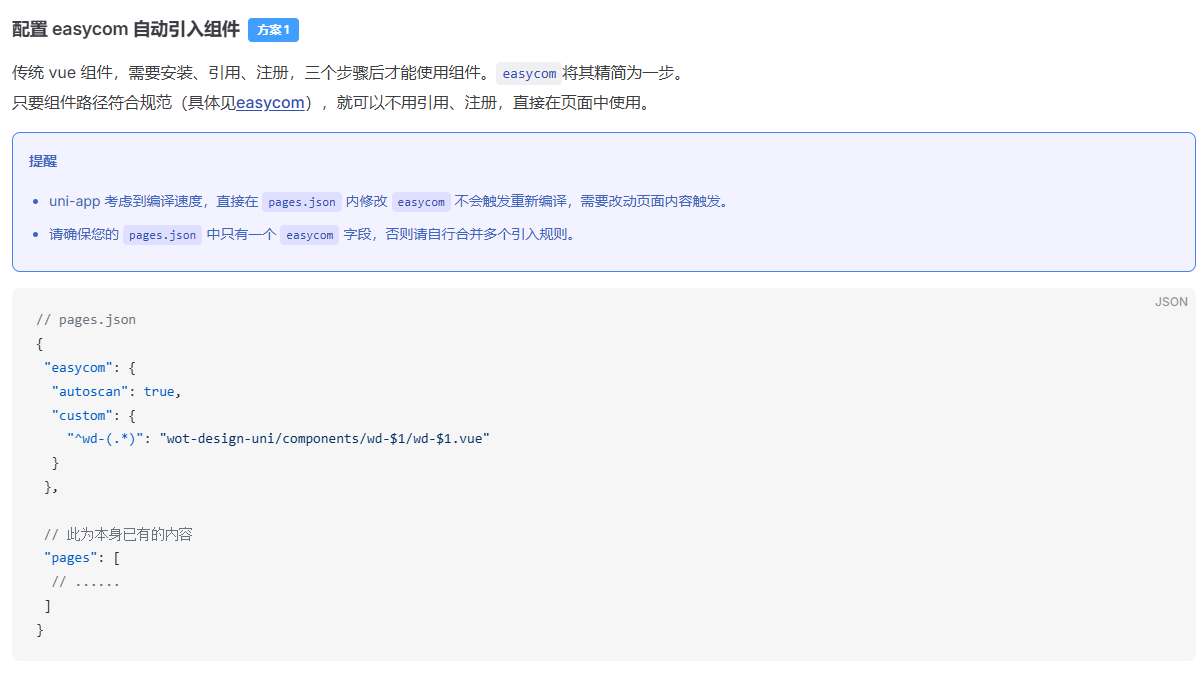 配置 easycom 自动引入组件 方案1
传统 vue 组件，需要安装、引用、注册，三个步骤后才能使用组件。 easycom 将其精简为一步。
只要组件路径符合规范（具体见easycom），就可以不用引用、注册，直接在页面中使用。
提醒
• uni-app 考虑到编译速度，直接在 pages.json 内修改 easycom 不会触发重新编译，需要改动页面内容触发。
• 请确保您的 pages.json 中只有一个 easycom 字段，否则请自行合并多个引入规则。
JSON
// pages.json
{
 "easycom": {
  "autoscan": true,
  "custom": {
    "^wd-(.*)": "wot-design-uni/components/wd-$1/wd-$1.vue"
  }
 },
 // 此为本身已有的内容
 "pages": [
  // ......
 ]
}